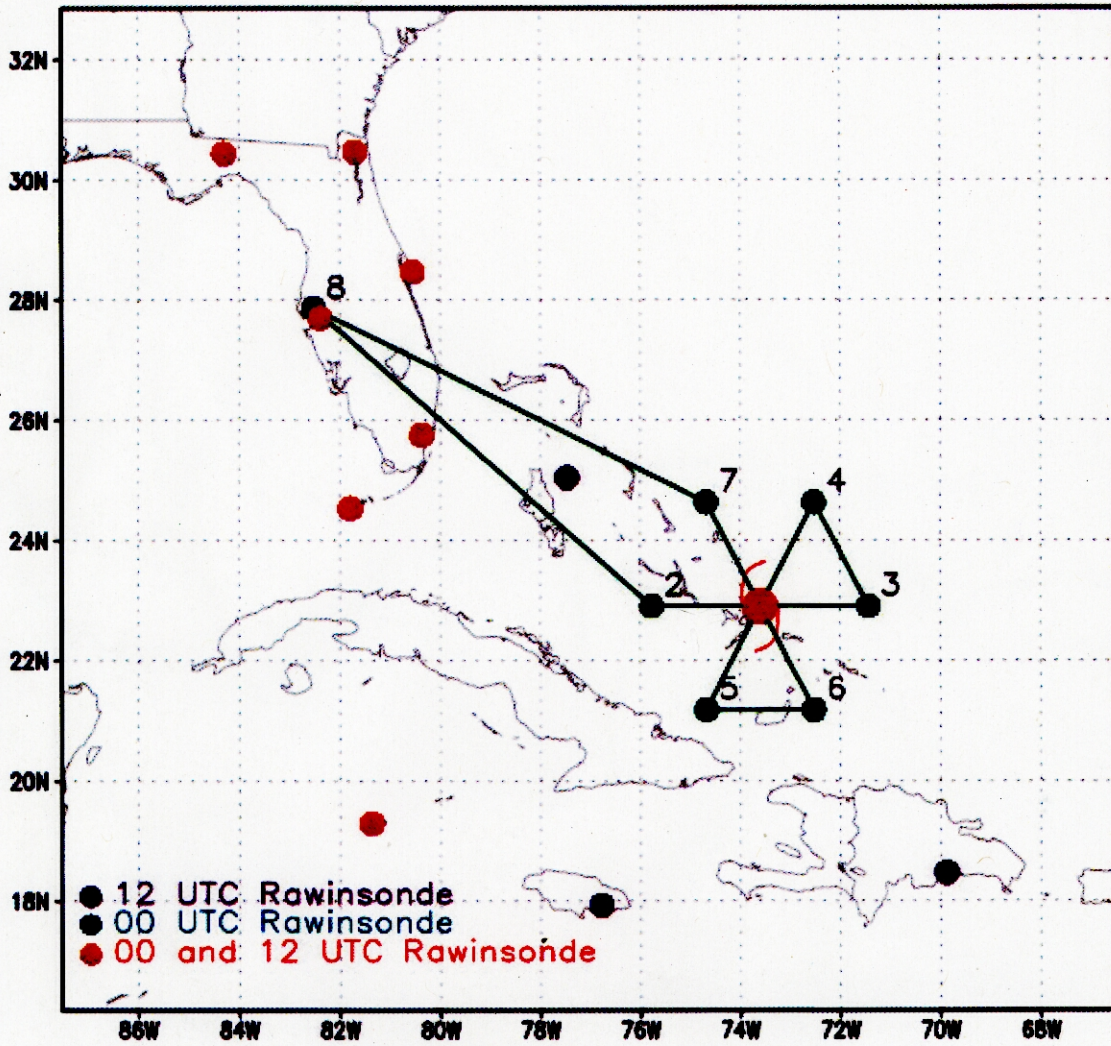 32N
30N
28N
26N
24N
22N
20N
18N
8
7
4
2
3
5
6
12 UTC Rawinsonde
00 UTC Rawinsonde
00 and 12 UTC Rawinsonde
86W
84W
82W
80W
78W
76W
74W
72W
70W
68W